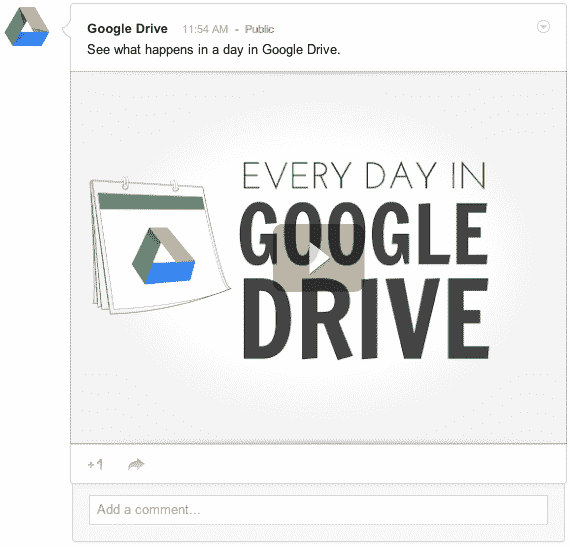 Google Drive 11:54 AM - Public
See what happens in a day in Google Drive.
EVERY DAY IN
GOOGLE
DRIVE
+1
Add a comment...